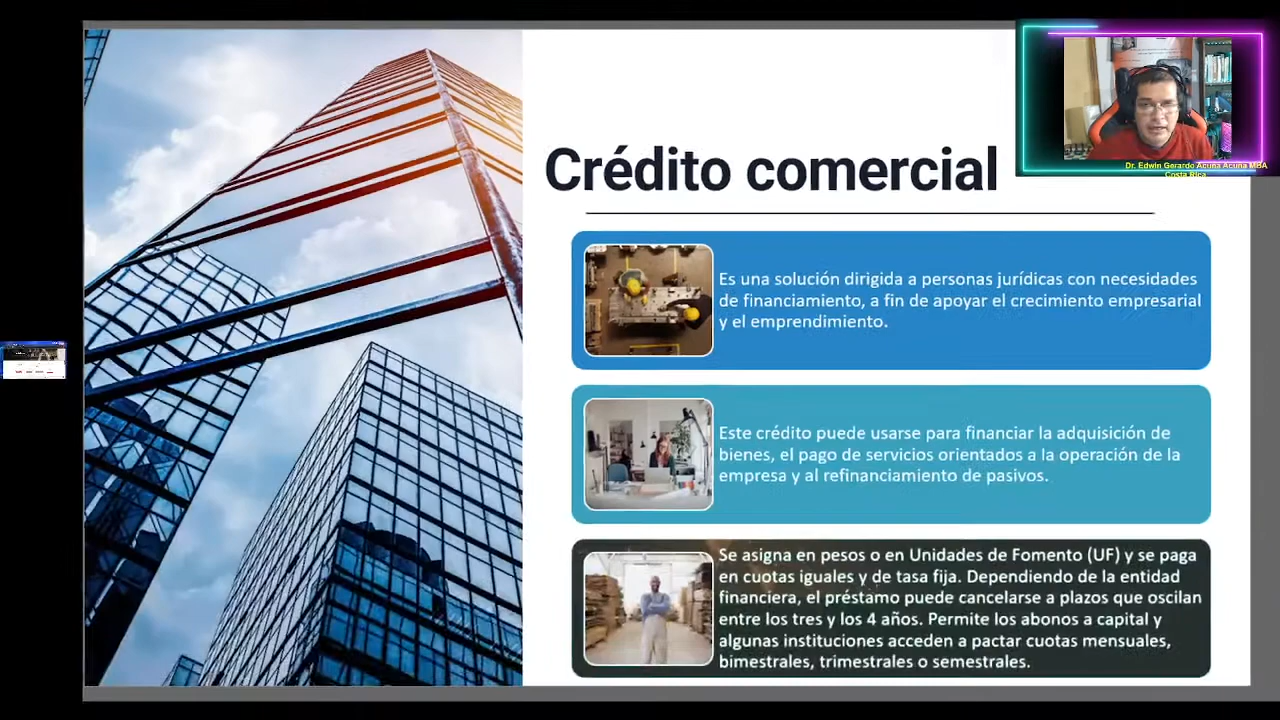 Crédito comercial
Dr. Edwin Gerardo Acuña Acuña MBA
Costa Rica
Es una solución dirigida a personas jurídicas con necesidades
de financiamiento, a fin de apoyar el crecimiento empresarial
y el emprendimiento.
Este crédito puede usarse para financiar la adquisición de
bienes, el pago de servicios orientados a la operación de la
empresa y al refinanciamiento de pasivos.
Se asigna en pesos o en Unidades de Fomento (UF) y se paga
en cuotas iguales y de tasa fija. Dependiendo de la entidad
financiera, el préstamo puede cancelarse a plazos que oscilan
entre los tres y los 4 años. Permite los abonos a capital y
algunas instituciones acceden a pactar cuotas mensuales,
bimestrales, trimestrales o semestrales.